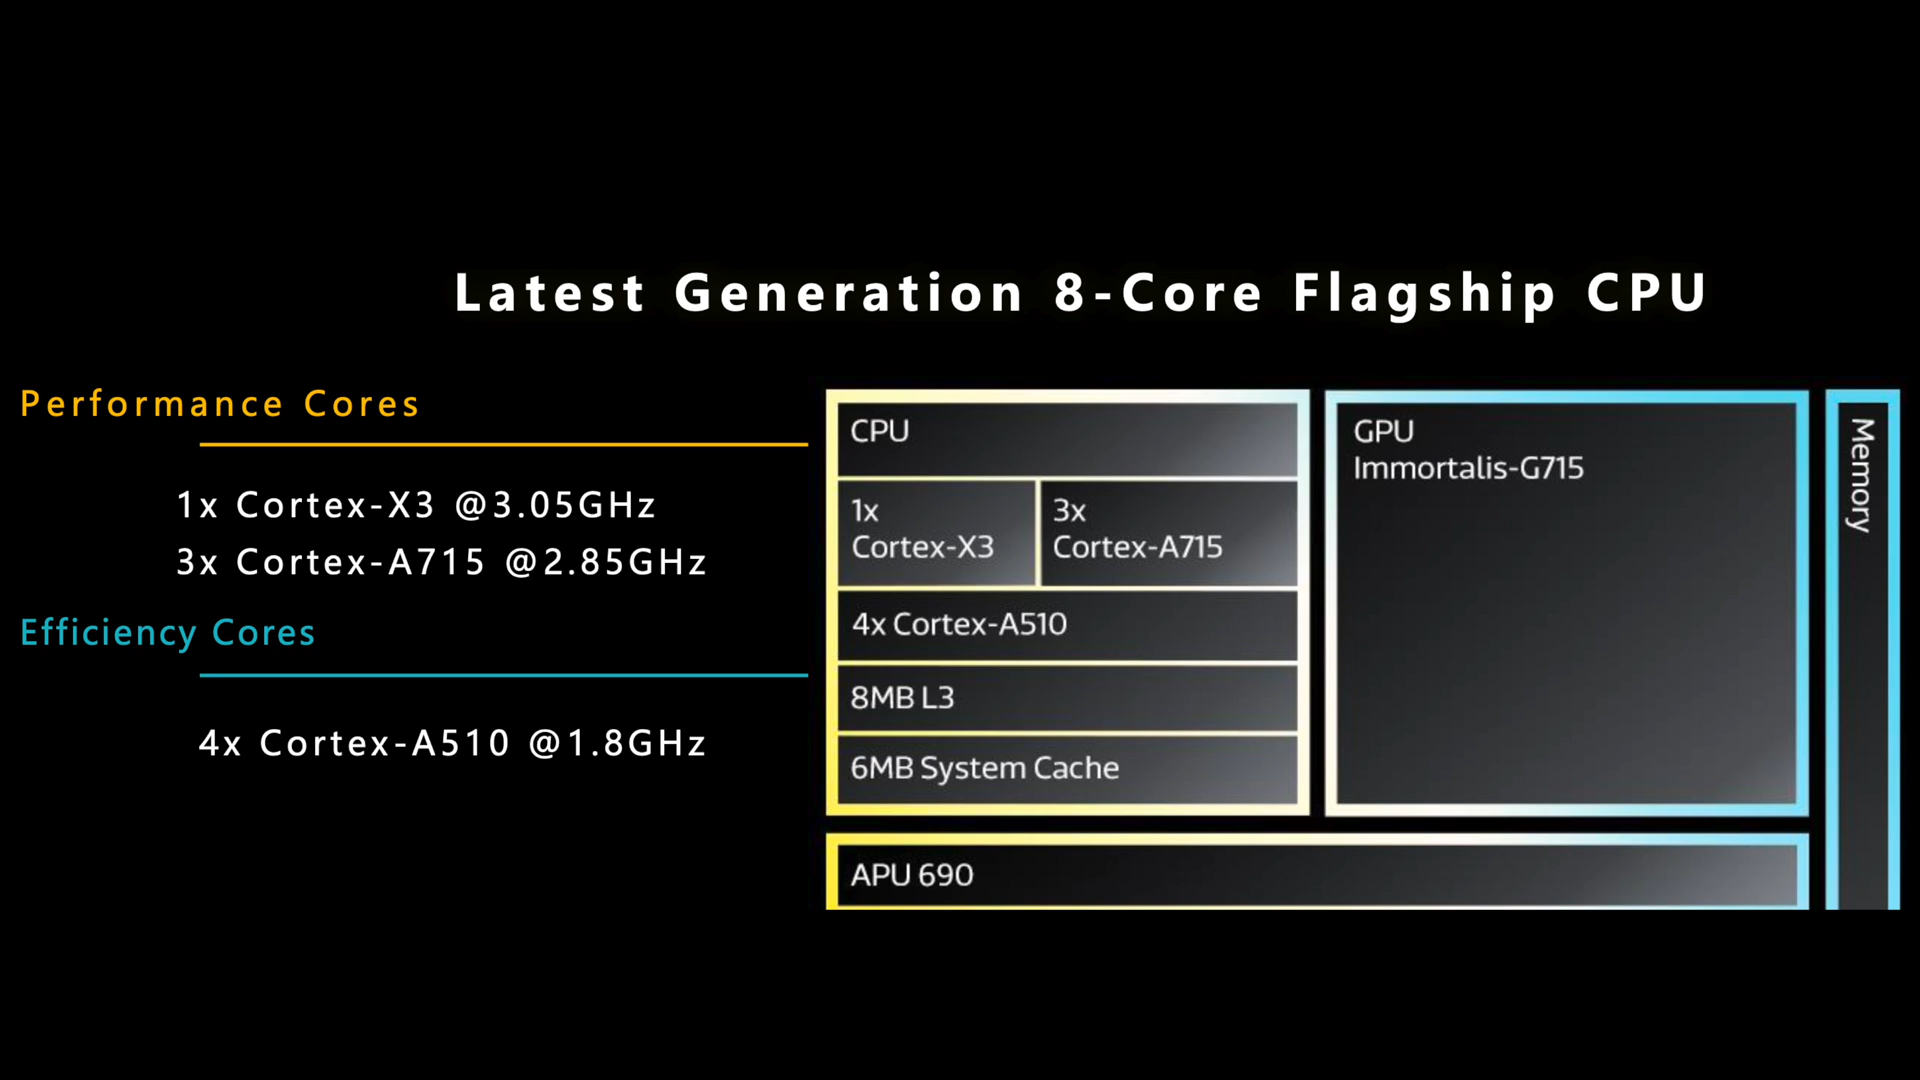 Latest Generation 8-Core Flagship CPU
Performance Cores
1x Cortex-X3 @3.05GHz
3x Cortex-A715 @2.85GHz
Efficiency Cores
4x Cortex-A510 @1.8GHz
CPU
1x
Cortex-X3
3x
Cortex-A715
4x Cortex-A510
8MB L3
6MB System Cache
GPU
Immortalis-G715
Memory
APU 690